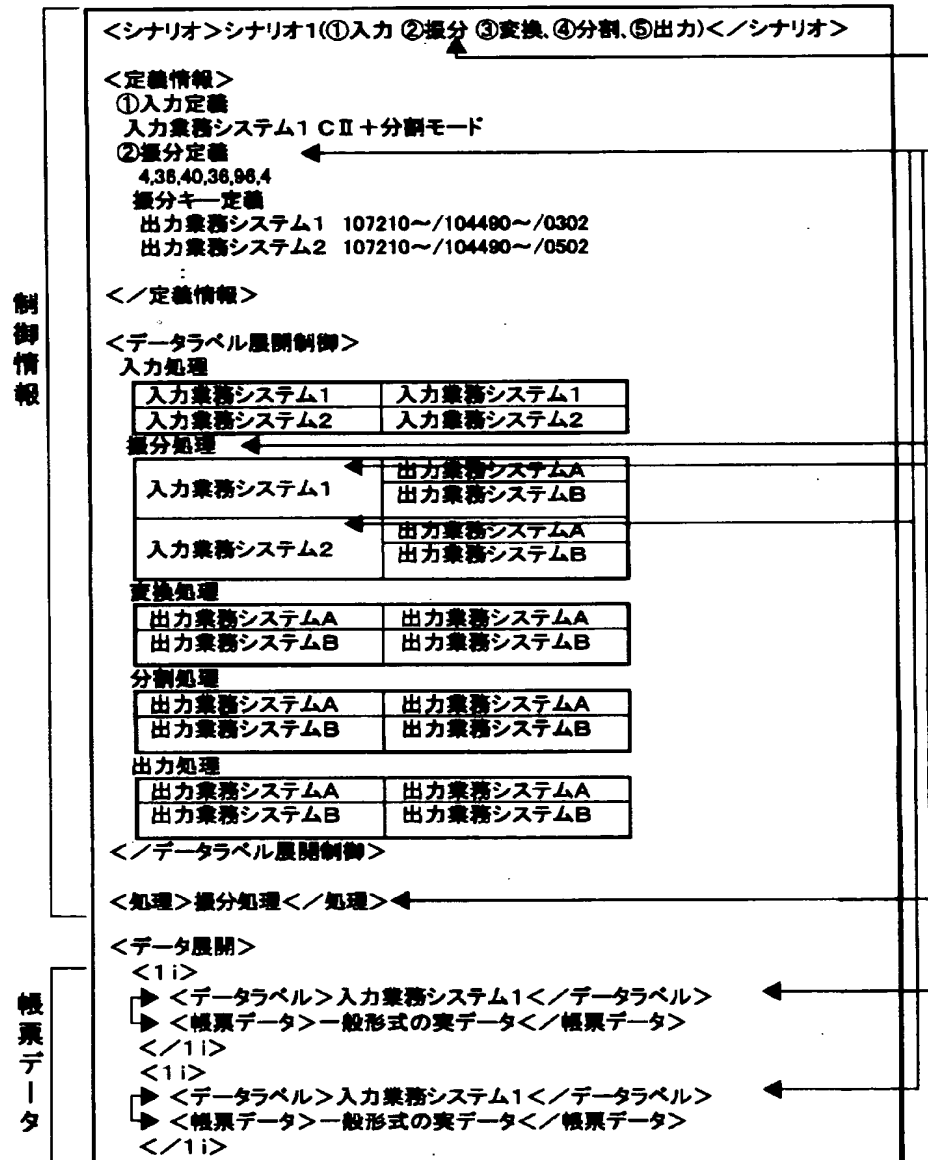 <シナリオ>シナリオ1(①入力 ②振分 ③変換、④分割、⑤出力)</シナリオ>
<定義情報>
①入力定義
入力業務システム1 CⅡ+分割モード
②振分定義
4,36,40,36,96,4
振分キー定義
出力業務システム1 107210~/104490~/0302
出力業務システム2 107210~/104490~/0502
:
</定義情報>
制御情報
<データラベル展開制御>
入力処理
入力業務システム1 入力業務システム1
入力業務システム2 入力業務システム2
振分処理
入力業務システム1
出力業務システムA
出力業務システムB
入力業務システム2
出力業務システムA
出力業務システムB
変換処理
出力業務システムA 出力業務システムA
出力業務システムB 出力業務システムB
分割処理
出力業務システムA 出力業務システムA
出力業務システムB 出力業務システムB
出力処理
出力業務システムA 出力業務システムA
出力業務システムB 出力業務システムB
</データラベル展開制御>
<処理>振分処理</処理>
帳票データ
<データ展開>
<1i>
<データラベル>入力業務システム1</データラベル>
<帳票データ>一般形式の実データ</帳票データ>
</1i>
<1i>
<データラベル>入力業務システム1</データラベル>
<帳票データ>一般形式の実データ</帳票データ>
</1i>